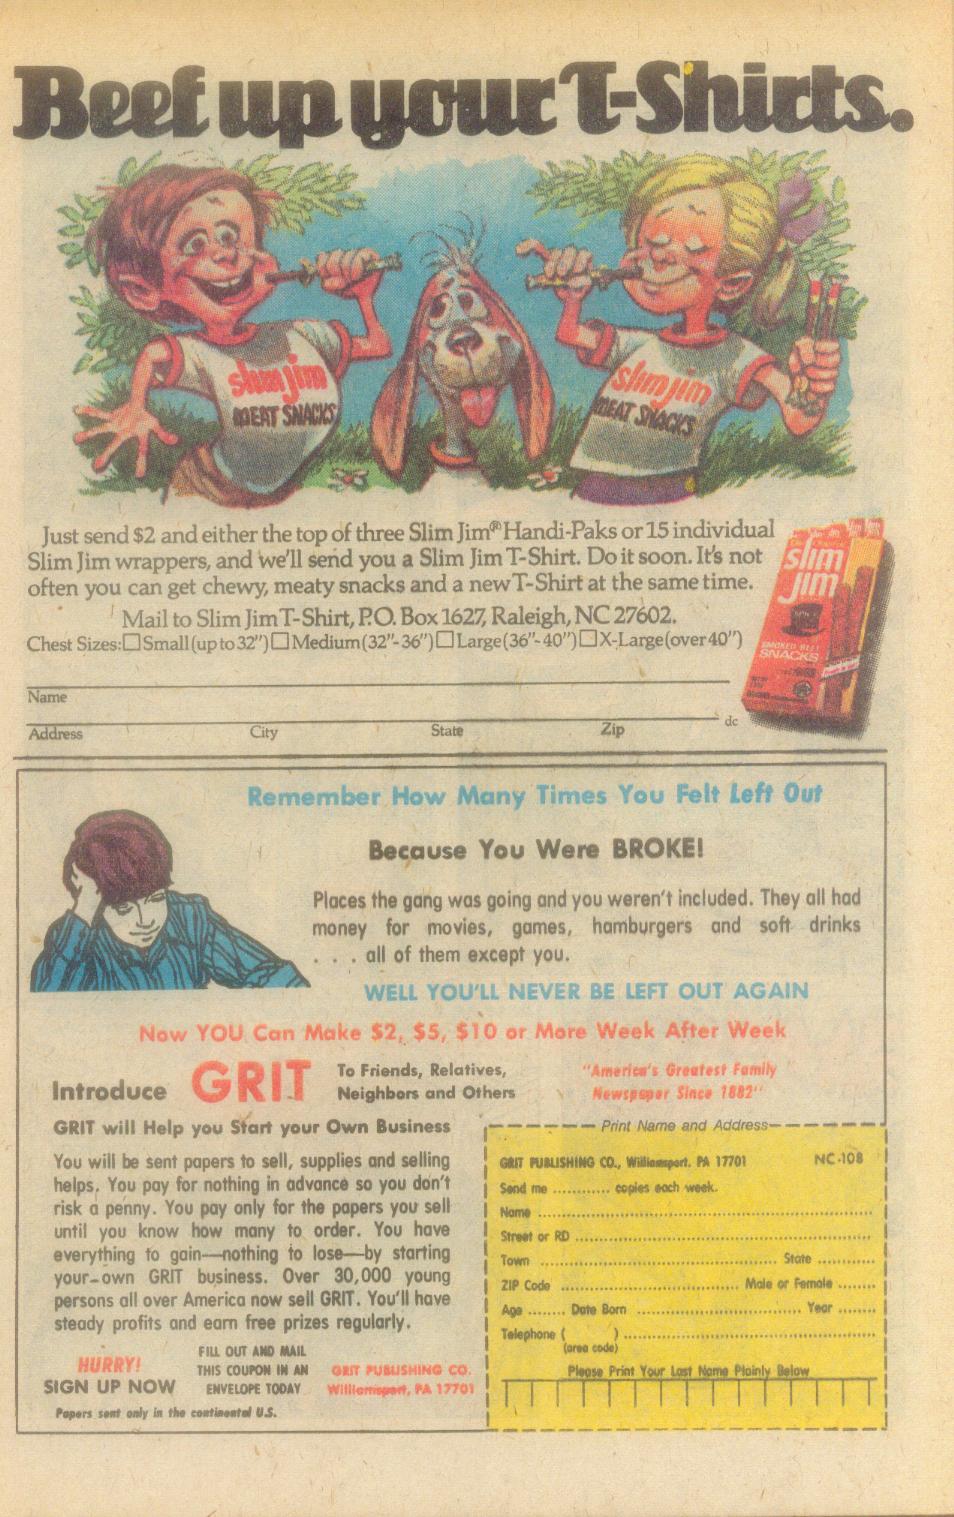 Beef up your T-Shirts.
slim jim
MEAT SNACKS
slim jim
MEAT SNACKS
Just send $2 and either the top of three Slim Jim® Handi-Paks or 15 individual
Slim Jim wrappers, and we'll send you a Slim Jim T-Shirt. Do it soon. It's not
often you can get chewy, meaty snacks and a new T-Shirt at the same time.
Mail to Slim Jim T-Shirt, P.O. Box 1627, Raleigh, NC 27602.
Chest Sizes: ☐ Small (up to 32") ☐ Medium (32"-36") ☐ Large (36"-40") ☐ X-Large (over 40")
slim
jim
SMOKED BEEF
SNACKS
Name
dc
Address City State Zip
Remember How Many Times You Felt Left Out
Because You Were BROKE!
Places the gang was going and you weren't included. They all had
money for movies, games, hamburgers and soft drinks
. . . all of them except you.
WELL YOU'LL NEVER BE LEFT OUT AGAIN
Now YOU Can Make $2, $5, $10 or More Week After Week
Introduce GRIT To Friends, Relatives,
Neighbors and Others
"America's Greatest Family
Newspaper Since 1882"
GRIT will Help you Start your Own Business
You will be sent papers to sell, supplies and selling
helps. You pay for nothing in advance so you don't
risk a penny. You pay only for the papers you sell
until you know how many to order. You have
everything to gain—nothing to lose—by starting
your-own GRIT business. Over 30,000 young
persons all over America now sell GRIT. You'll have
steady profits and earn free prizes regularly.
HURRY!
SIGN UP NOW
FILL OUT AND MAIL
THIS COUPON IN AN
ENVELOPE TODAY
GRIT PUBLISHING CO.
Williamsport, PA 17701
Papers sent only in the continental U.S.
Print Name and Address
GRIT PUBLISHING CO., Williamsport, PA 17701 NC-108
Send me ............ copies each week.
Name ............
Street or RD ............
Town ............ State ............
ZIP Code ............ Male or Female ........
Age ....... Date Born ............ Year ........
Telephone ( ) ............
(area code)
Please Print Your Last Name Plainly Below